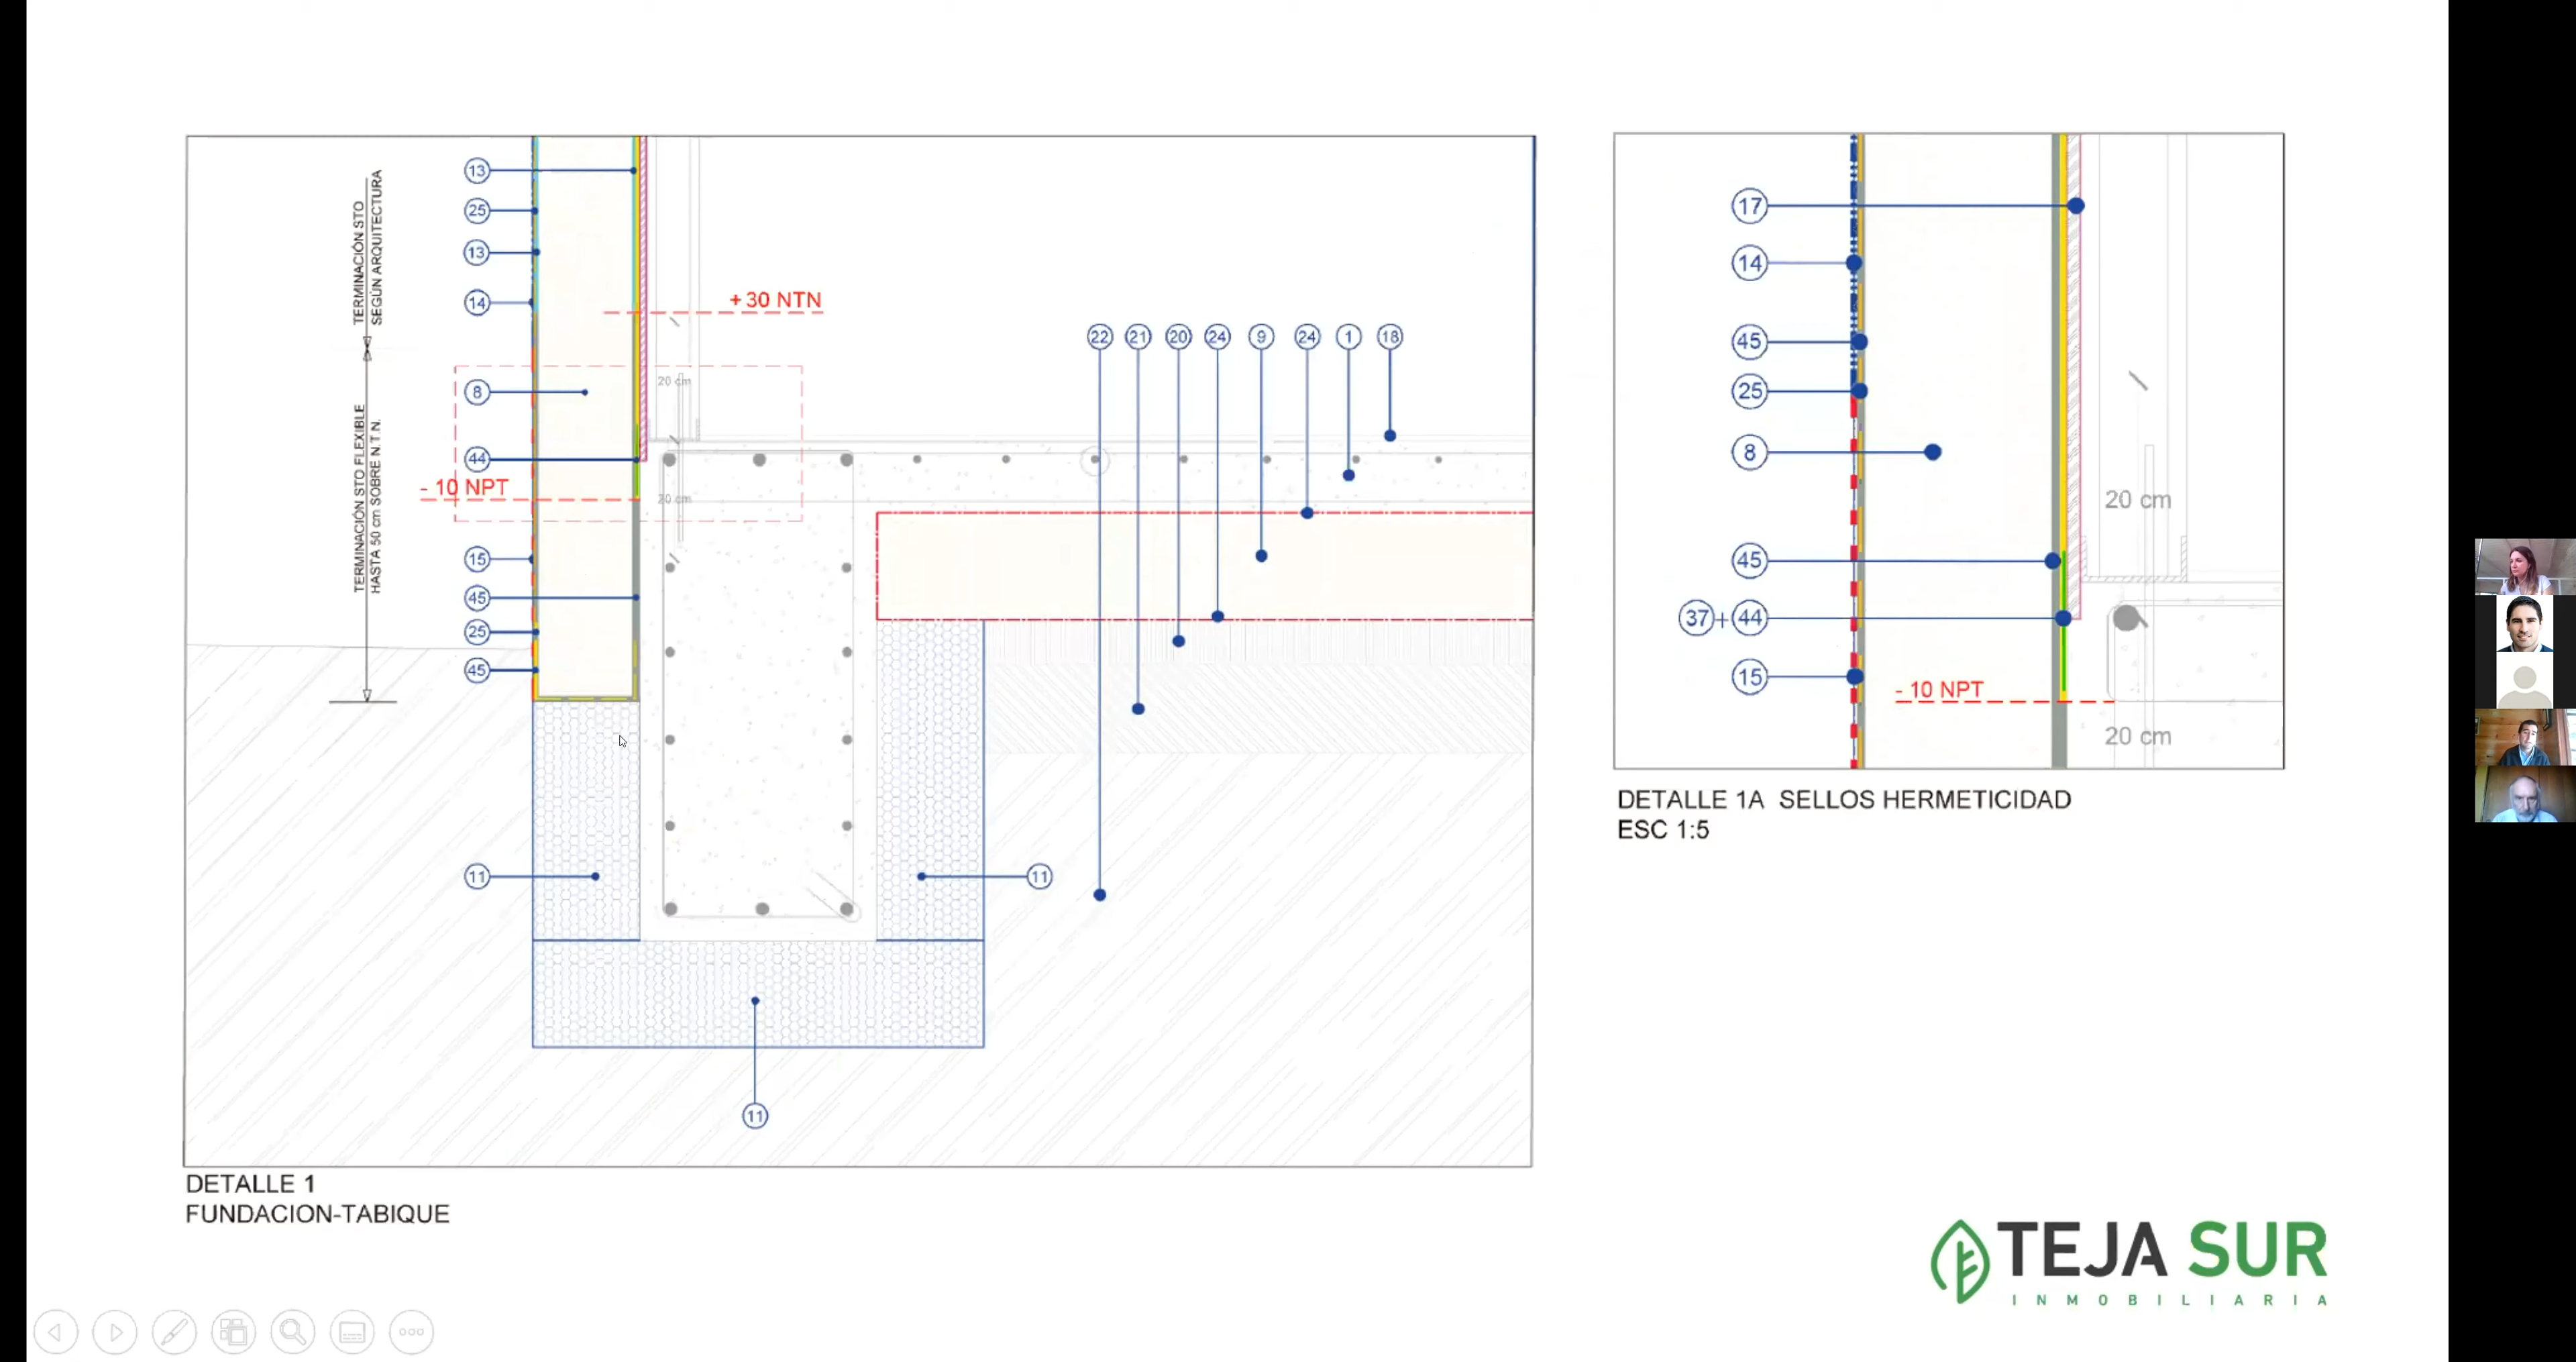 TERMINACIÓN STO
SEGÚN ARQUITECTURA
TERMINACIÓN STO FLEXIBLE
HASTA 50 cm SOBRE N.T.N.
13
25
13
14
8
44
15
45
25
45
11
+ 30 NTN
- 10 NPT
20 cm
20 cm
22
21
20
24
9
24
1
18
11
11
DETALLE 1
FUNDACION-TABIQUE
17
14
45
25
8
45
37+44
15
20 cm
- 10 NPT
20 cm
DETALLE 1A SELLOS HERMETICIDAD
ESC 1:5
TEJA SUR
INMOBILIARIA